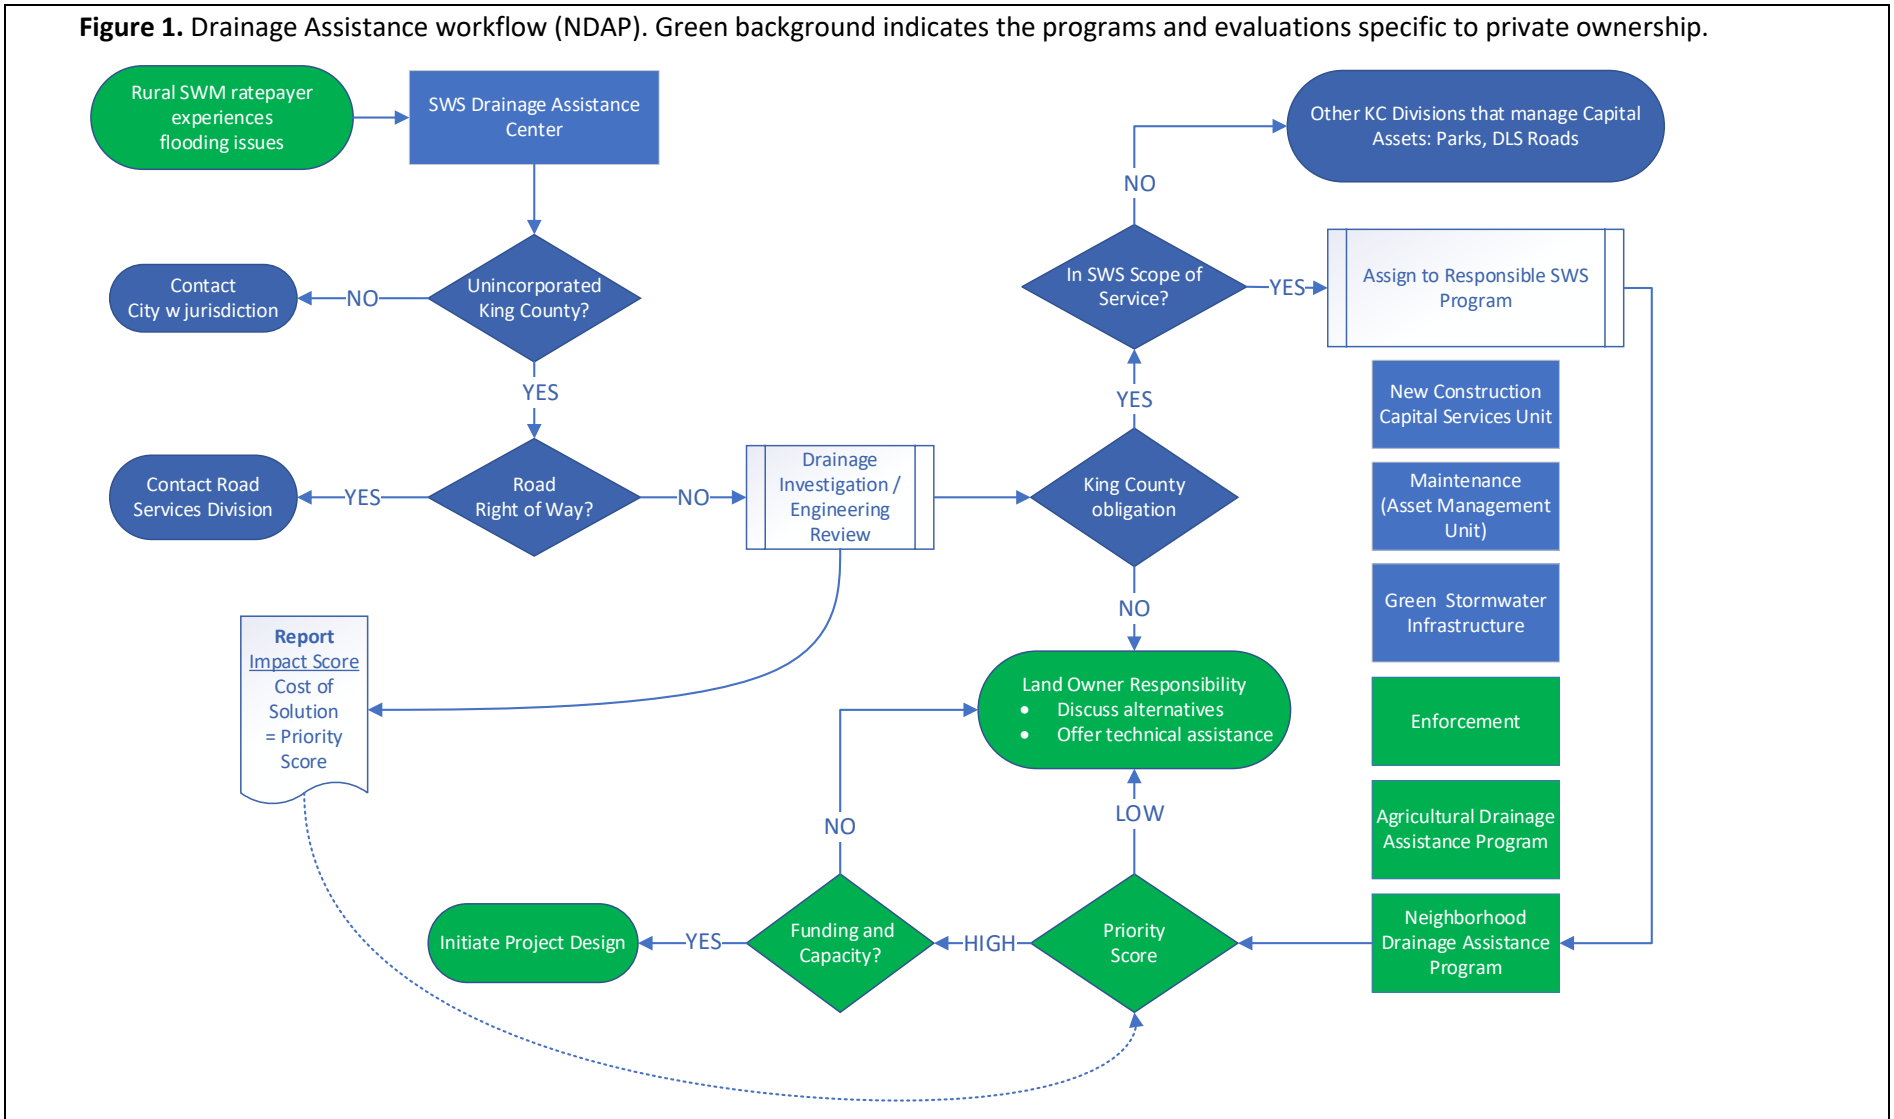 Figure 1. Drainage Assistance workflow (NDAP). Green background indicates the programs and evaluations specific to private ownership.
Rural SWM ratepayer
experiences
flooding issues
SWS Drainage Assistance
Center
Other KC Divisions that manage Capital
Assets: Parks, DLS Roads
NO
In SWS Scope of
Service?
YES
Assign to Responsible SWS
Program
Contact
City w jurisdiction
NO
Unincorporated
King County?
YES
YES
New Construction
Capital Services Unit
Contact Road
Services Division
YES
Road
Right of Way?
NO
Drainage
Investigation /
Engineering
Review
King County
obligation
Maintenance
(Asset Management
Unit)
NO
Green  Stormwater
Infrastructure
Report
Impact Score
Cost of
Solution
= Priority
Score
Land Owner Responsibility
• Discuss alternatives
• Offer technical assistance
Enforcement
NO
LOW
Agricultural Drainage
Assistance Program
Initiate Project Design
YES
Funding and
Capacity?
HIGH
Priority
Score
Neighborhood
Drainage Assistance
Program